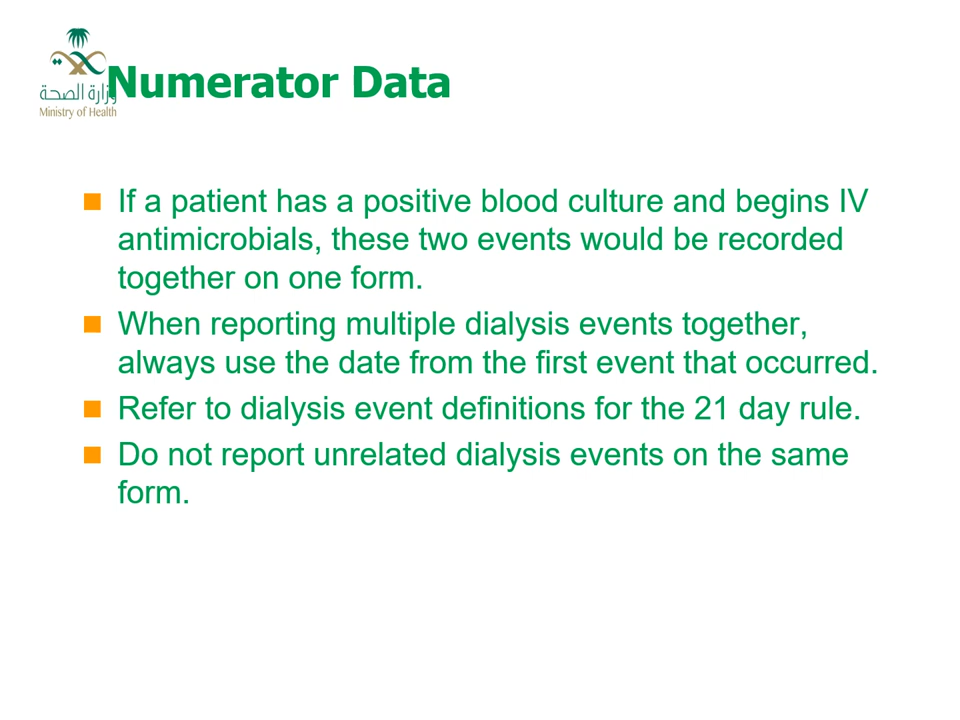 وزارة الصحة
Ministry of Health
Numerator Data
If a patient has a positive blood culture and begins IV
antimicrobials, these two events would be recorded
together on one form.
When reporting multiple dialysis events together,
always use the date from the first event that occurred.
Refer to dialysis event definitions for the 21 day rule.
Do not report unrelated dialysis events on the same
form.